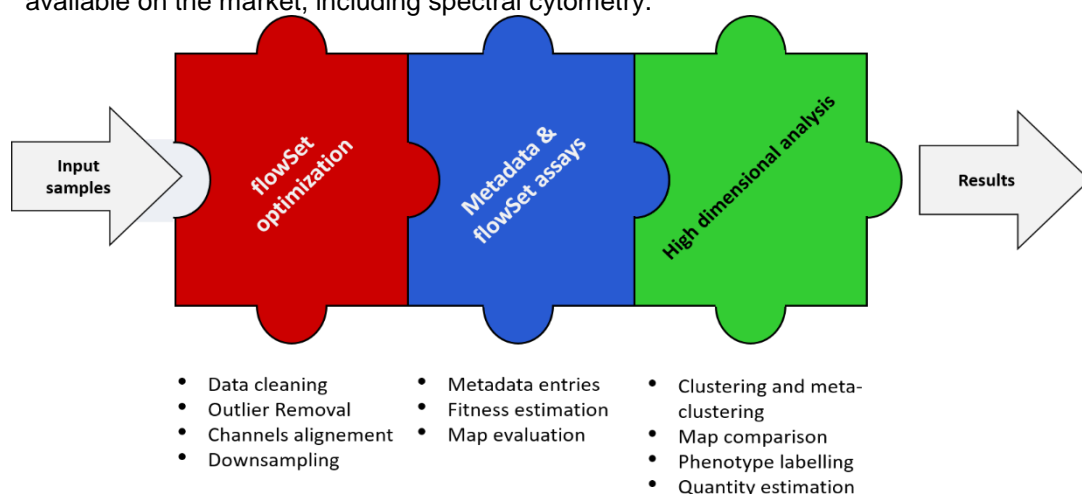 available on the market, including spectral cytometry.
Input
samples
flowSet
optimization
Metadata &
flowSet assays
High dimensional analysis
Results
• Data cleaning
• Outlier Removal
• Channels alignement
• Downsampling
• Metadata entries
• Fitness estimation
• Map evaluation
• Clustering and meta-
clustering
• Map comparison
• Phenotype labelling
• Quantity estimation